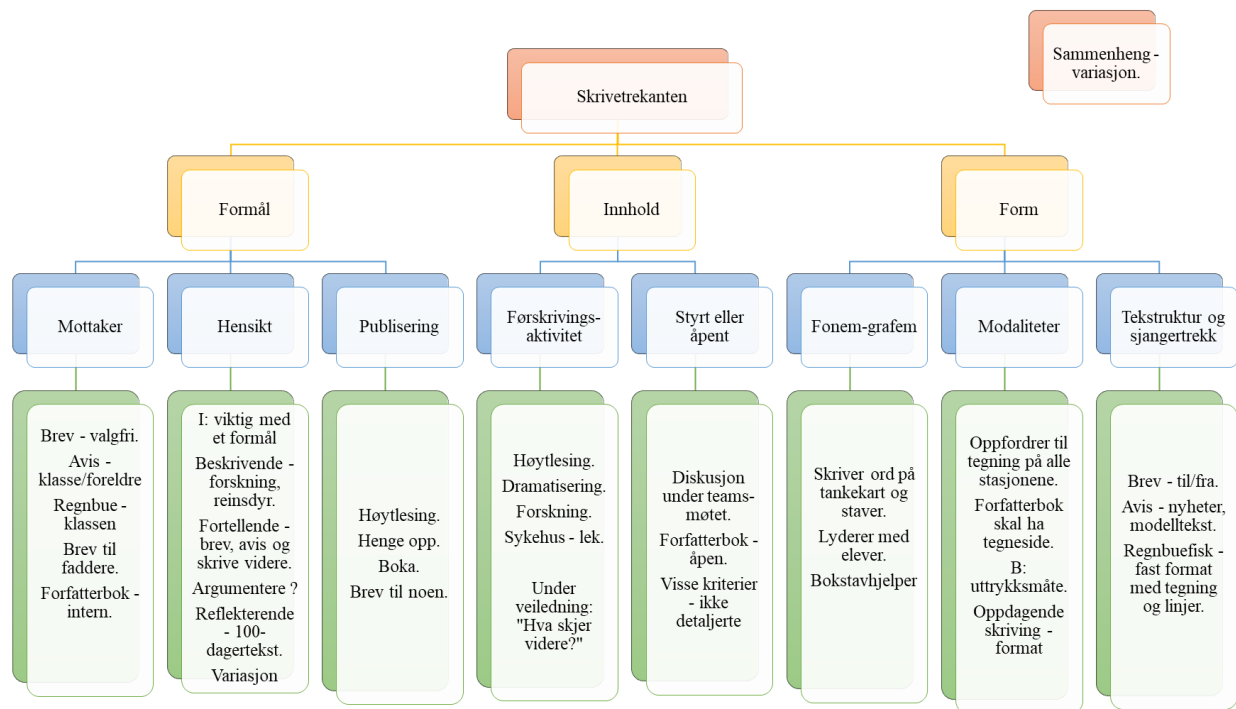 Skrivetrekanten
Sammenheng -
variasjon.
Formål
Innhold
Form
Mottaker
Hensikt
Publisering
Førskrivings-
aktivitet
Styrt eller
åpent
Fonem-grafem
Modaliteter
Tekstruktur og
sjangertrekk
Brev - valgfri.
Avis -
klasse/foreldre
Regnbue -
klassen
Brev til
faddere.
Forfatterbok -
intern.
I: viktig med
et formål
Beskrivende -
forskning,
reinsdyr.
Fortellende -
brev, avis og
skrive videre.
Argumentere ?
Reflekterende
- 100-
dagertekst.
Variasjon
Høytlesing.
Henge opp.
Boka.
Brev til noen.
Høytlesing.
Dramatisering.
Forskning.
Sykehus - lek.
Under
veiledning:
"Hva skjer
videre?"
Diskusjon
under teams-
møtet.
Forfatterbok -
åpen.
Visse kriterier
- ikke
detaljerte
Skriver ord på
tankekart og
staver.
Lyderer med
elever.
Bokstavhjelper
Oppfordrer til
tegning på alle
stasjonene.
Forfatterbok
skal ha
tegneside.
B:
uttrykksmåte.
Oppdagende
skriving -
format
Brev - til/fra.
Avis - nyheter,
modelltekst.
Regnbuefisk -
fast format
med tegning
og linjer.